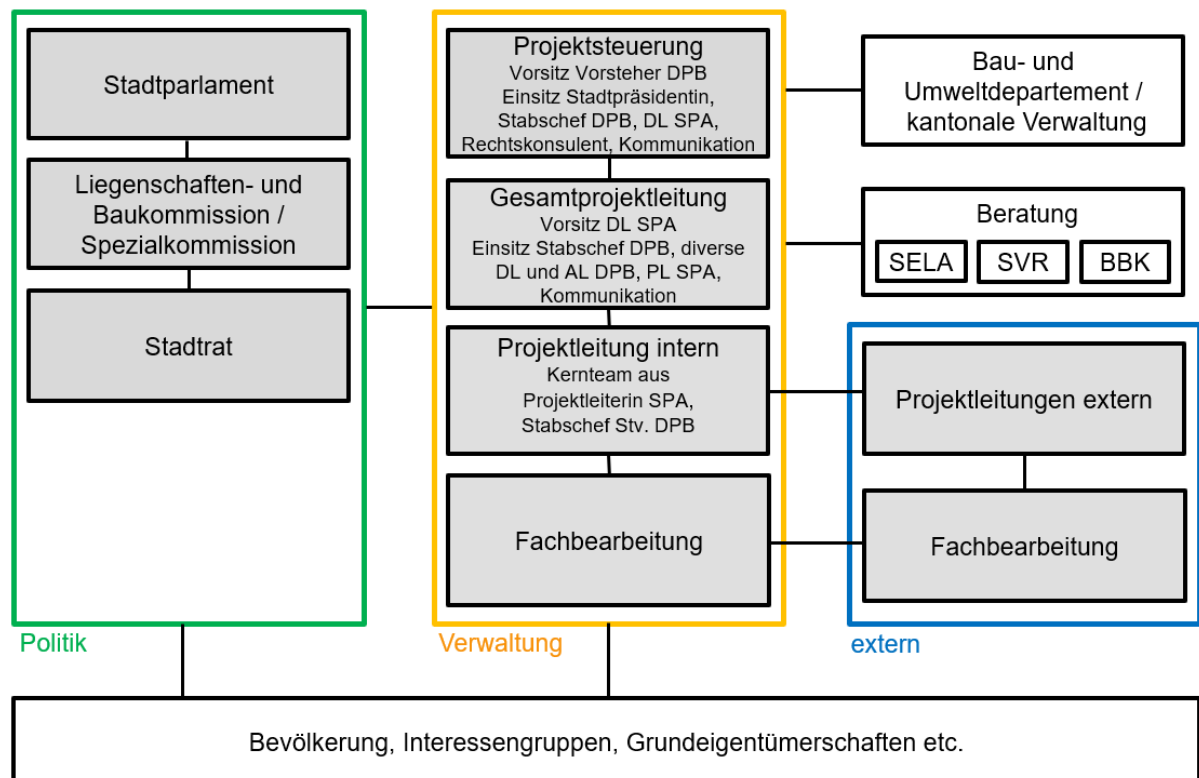 Stadtparlament
Liegenschaften- und
Baukommission /
Spezialkommission
Stadtrat
Politik
Projektsteuerung
Vorsitz Vorsteher DPB
Einsitz Stadtpräsidentin,
Stabschef DPB, DL SPA,
Rechtskonsulent, Kommunikation
Gesamtprojektleitung
Vorsitz DL SPA
Einsitz Stabschef DPB, diverse
DL und AL DPB, PL SPA,
Kommunikation
Projektleitung intern
Kernteam aus
Projektleiterin SPA,
Stabschef Stv. DPB
Fachbearbeitung
Verwaltung
Bau- und
Umweltdepartement /
kantonale Verwaltung
Beratung
SELA SVR BBK
Projektleitungen extern
Fachbearbeitung
extern
Bevölkerung, Interessengruppen, Grundeigentümerschaften etc.